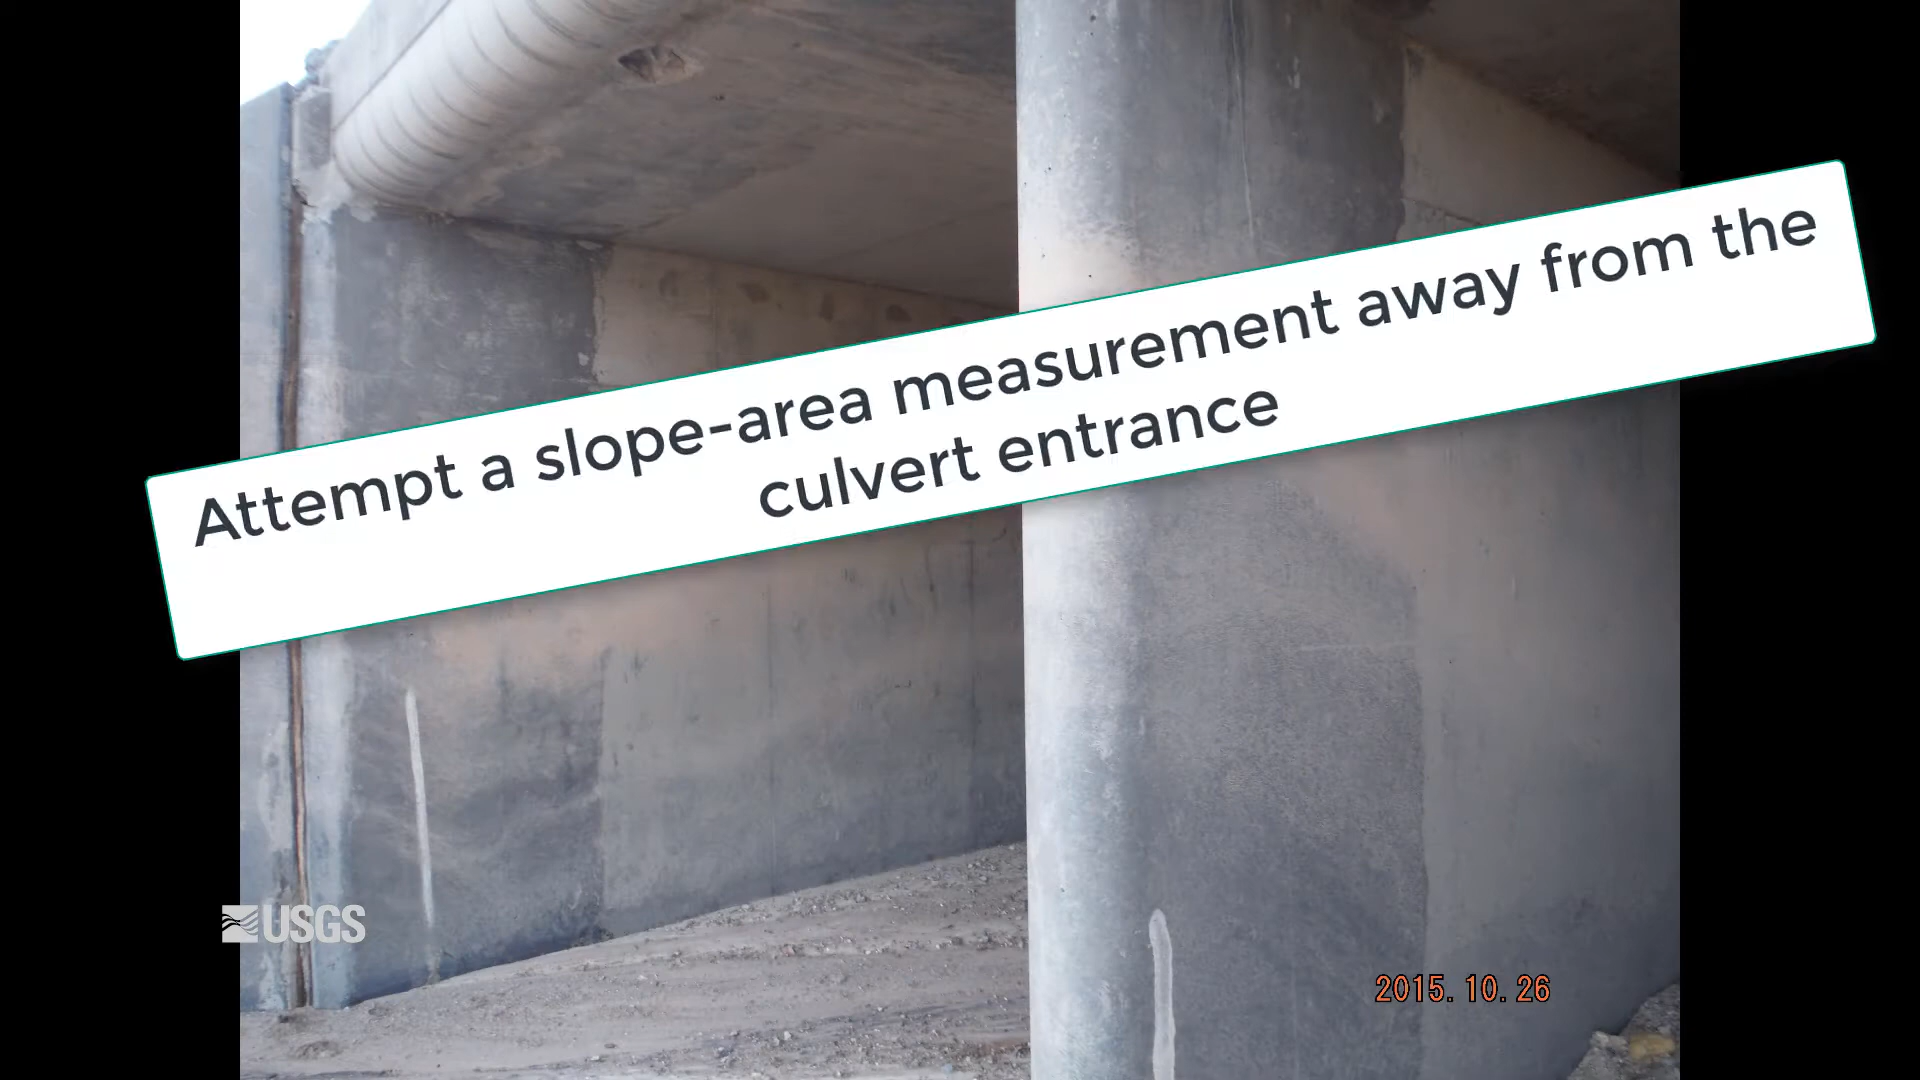 Attempt a slope-area measurement away from the
culvert entrance
USGS
2015.10.26